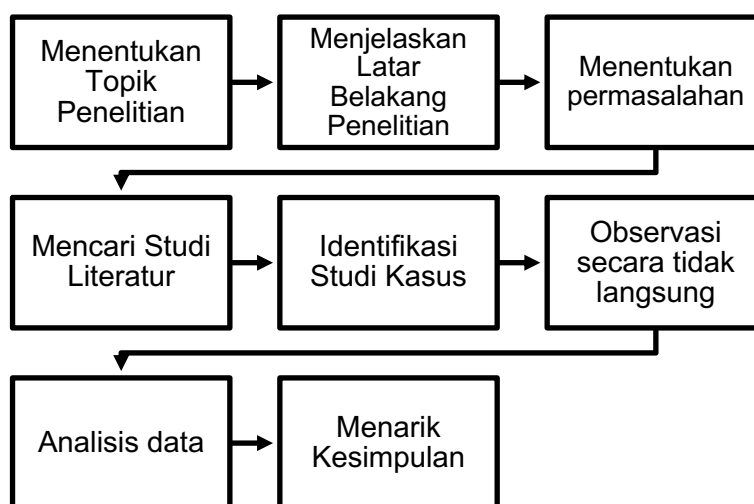 Menentukan
Topik
Penelitian
Menjelaskan
Latar
Belakang
Penelitian
Menentukan
permasalahan
Mencari Studi
Literatur
Identifikasi
Studi Kasus
Observasi
secara tidak
langsung
Analisis data
Menarik
Kesimpulan